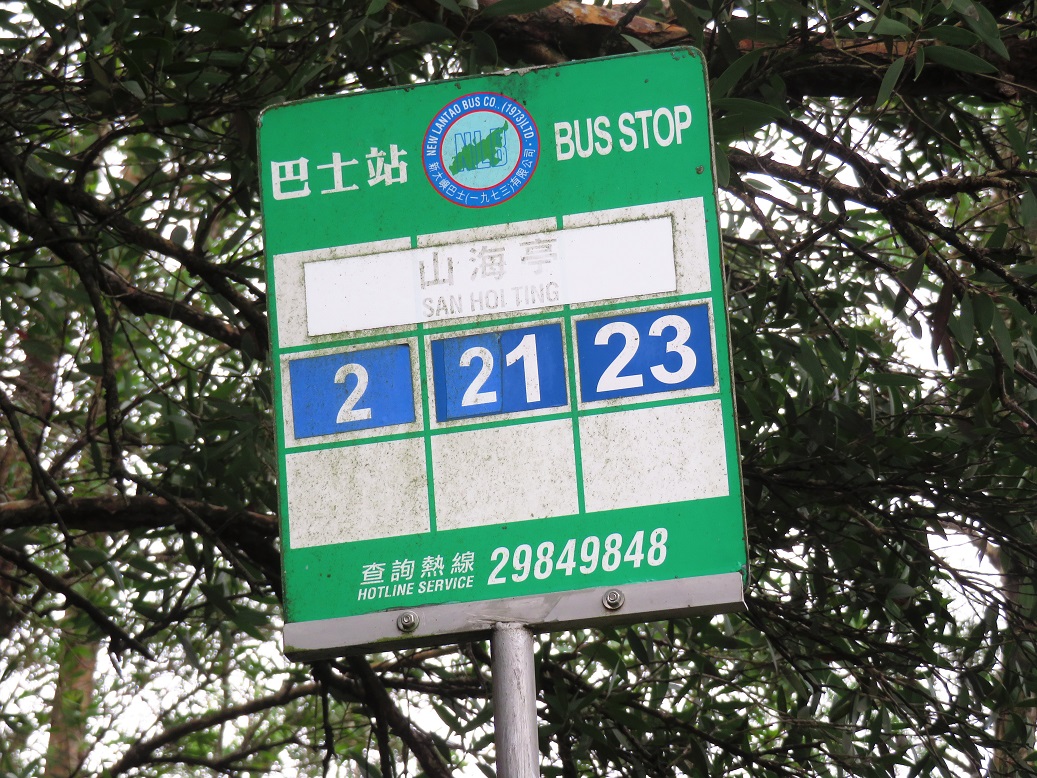 巴士站
NEW LANTAO BUS CO. (1973)LTD.
NLB
新大嶼巴士(一九七三)有限公司
BUS STOP
山海亭
SAN HOI TING
2 21 23
查詢熱線
HOTLINE SERVICE
29849848